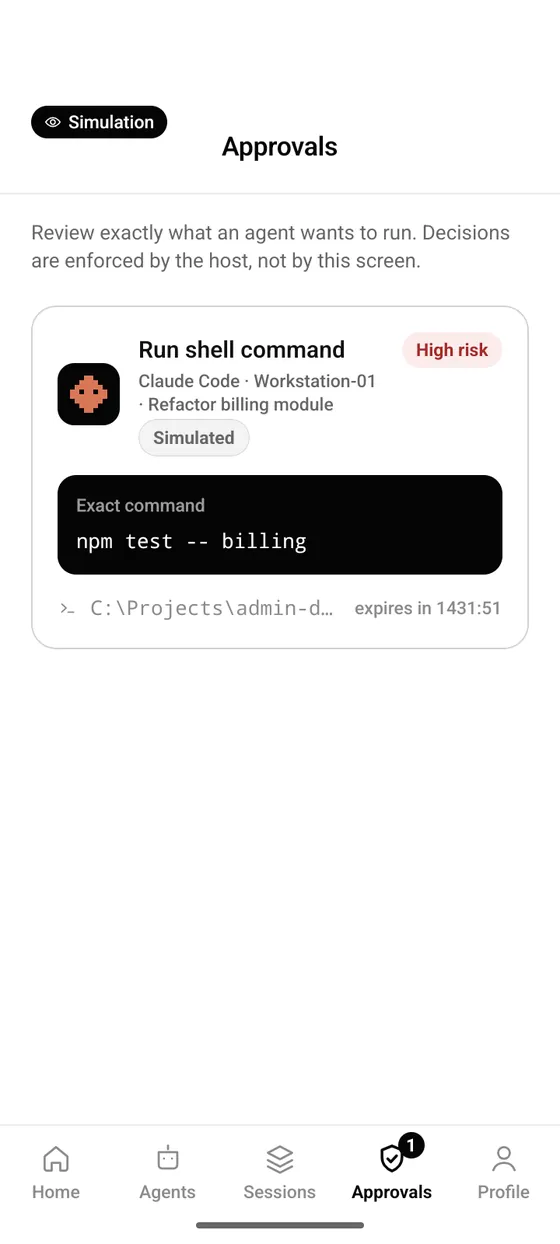 Simulation
Approvals
Review exactly what an agent wants to run. Decisions
are enforced by the host, not by this screen.
Run shell command
High risk
Claude Code · Workstation-01
· Refactor billing module
Simulated
Exact command
npm test -- billing
C:\Projects\admin-d…
expires in 1431:51
1
Home
Agents
Sessions
Approvals
Profile